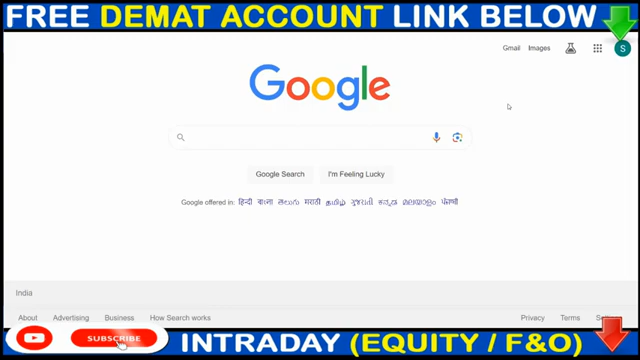 FREE DEMAT ACCOUNT LINK BELOW
Gmail Images
S
Google
Google Search I'm Feeling Lucky
Google offered in: हिन्दी বাংলা తెలుగు मराठी தமிழ் ગુજરાતી ಕನ್ನಡ മലയാളം ਪੰਜਾਬੀ
India
About Advertising Business How Search works Privacy Terms
SUBSCRIBE
INTRADAY (EQUITY / F&O)